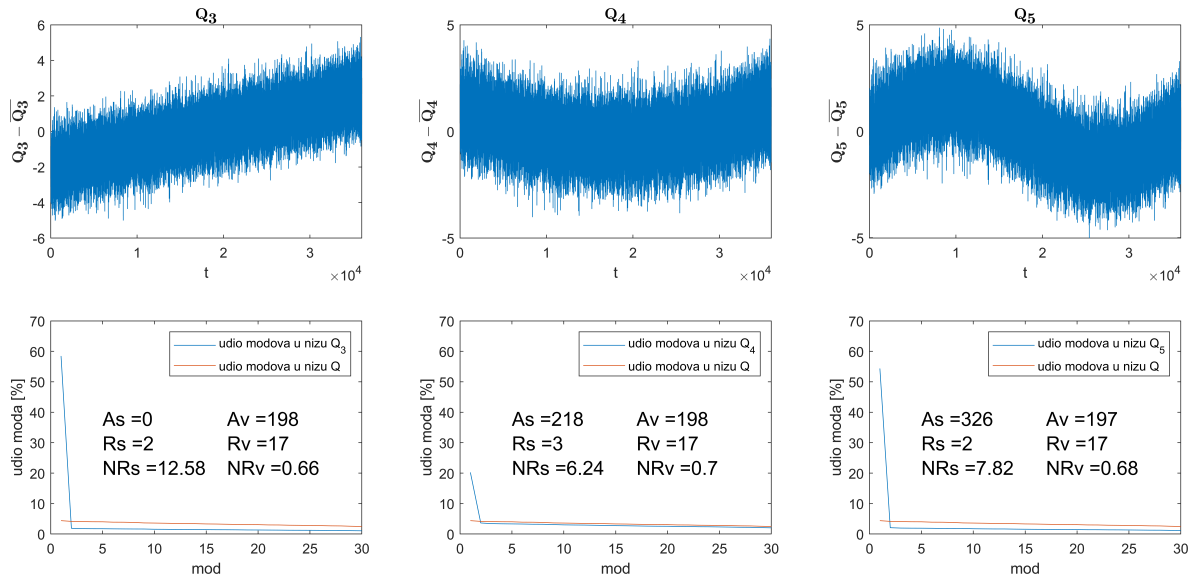 Q3
Q3 − Q3
6
4
2
0
-2
-4
-6
0
1
2
3
×10^4
t
Q4
Q4 − Q4
5
0
-5
0
1
2
3
×10^4
t
Q5
Q5 − Q5
5
0
-5
0
1
2
3
×10^4
t
udio moda [%]
70
60
50
40
30
20
10
0
0
5
10
15
20
25
30
mod
udio modova u nizu Q3
udio modova u nizu Q
As =0 Av =198
Rs =2 Rv =17
NRs =12.58 NRv =0.66
udio moda [%]
70
60
50
40
30
20
10
0
0
5
10
15
20
25
30
mod
udio modova u nizu Q4
udio modova u nizu Q
As =218 Av =198
Rs =3 Rv =17
NRs =6.24 NRv =0.7
udio moda [%]
70
60
50
40
30
20
10
0
0
5
10
15
20
25
30
mod
udio modova u nizu Q5
udio modova u nizu Q
As =326 Av =197
Rs =2 Rv =17
NRs =7.82 NRv =0.68